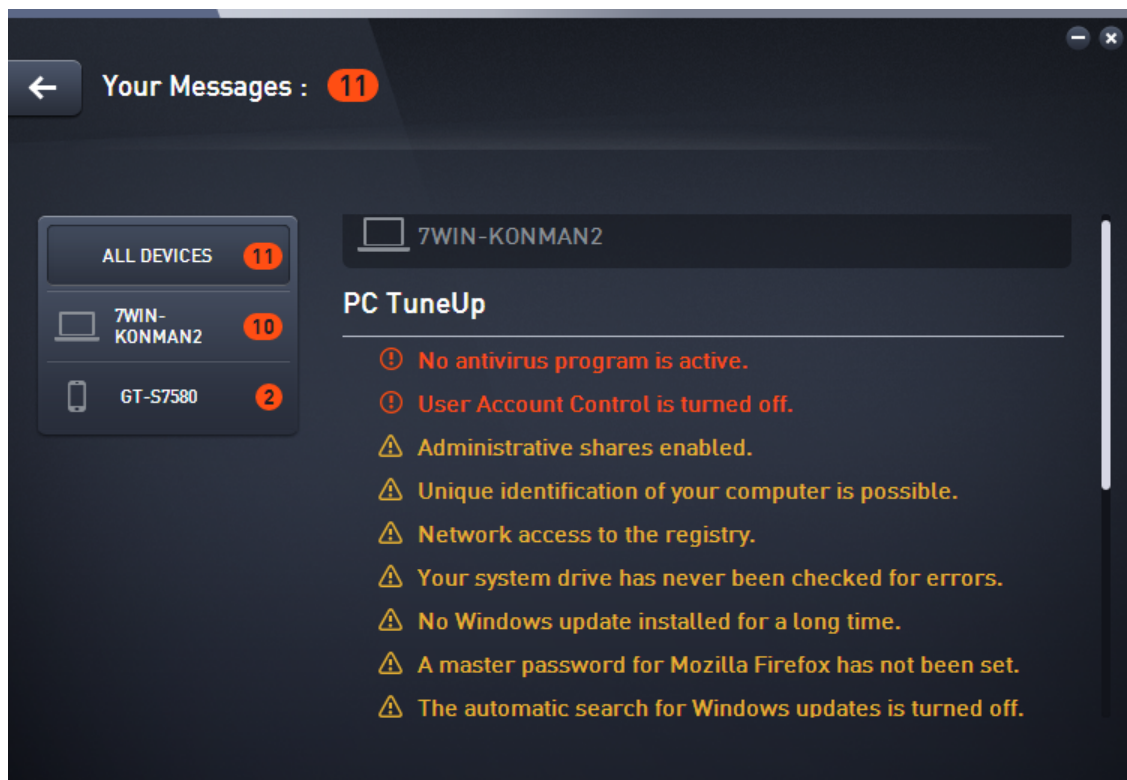 Your Messages : 11
ALL DEVICES 11
7WIN-
KONMAN2 10
GT-S7580 2
7WIN-KONMAN2
PC TuneUp
No antivirus program is active.
User Account Control is turned off.
Administrative shares enabled.
Unique identification of your computer is possible.
Network access to the registry.
Your system drive has never been checked for errors.
No Windows update installed for a long time.
A master password for Mozilla Firefox has not been set.
The automatic search for Windows updates is turned off.